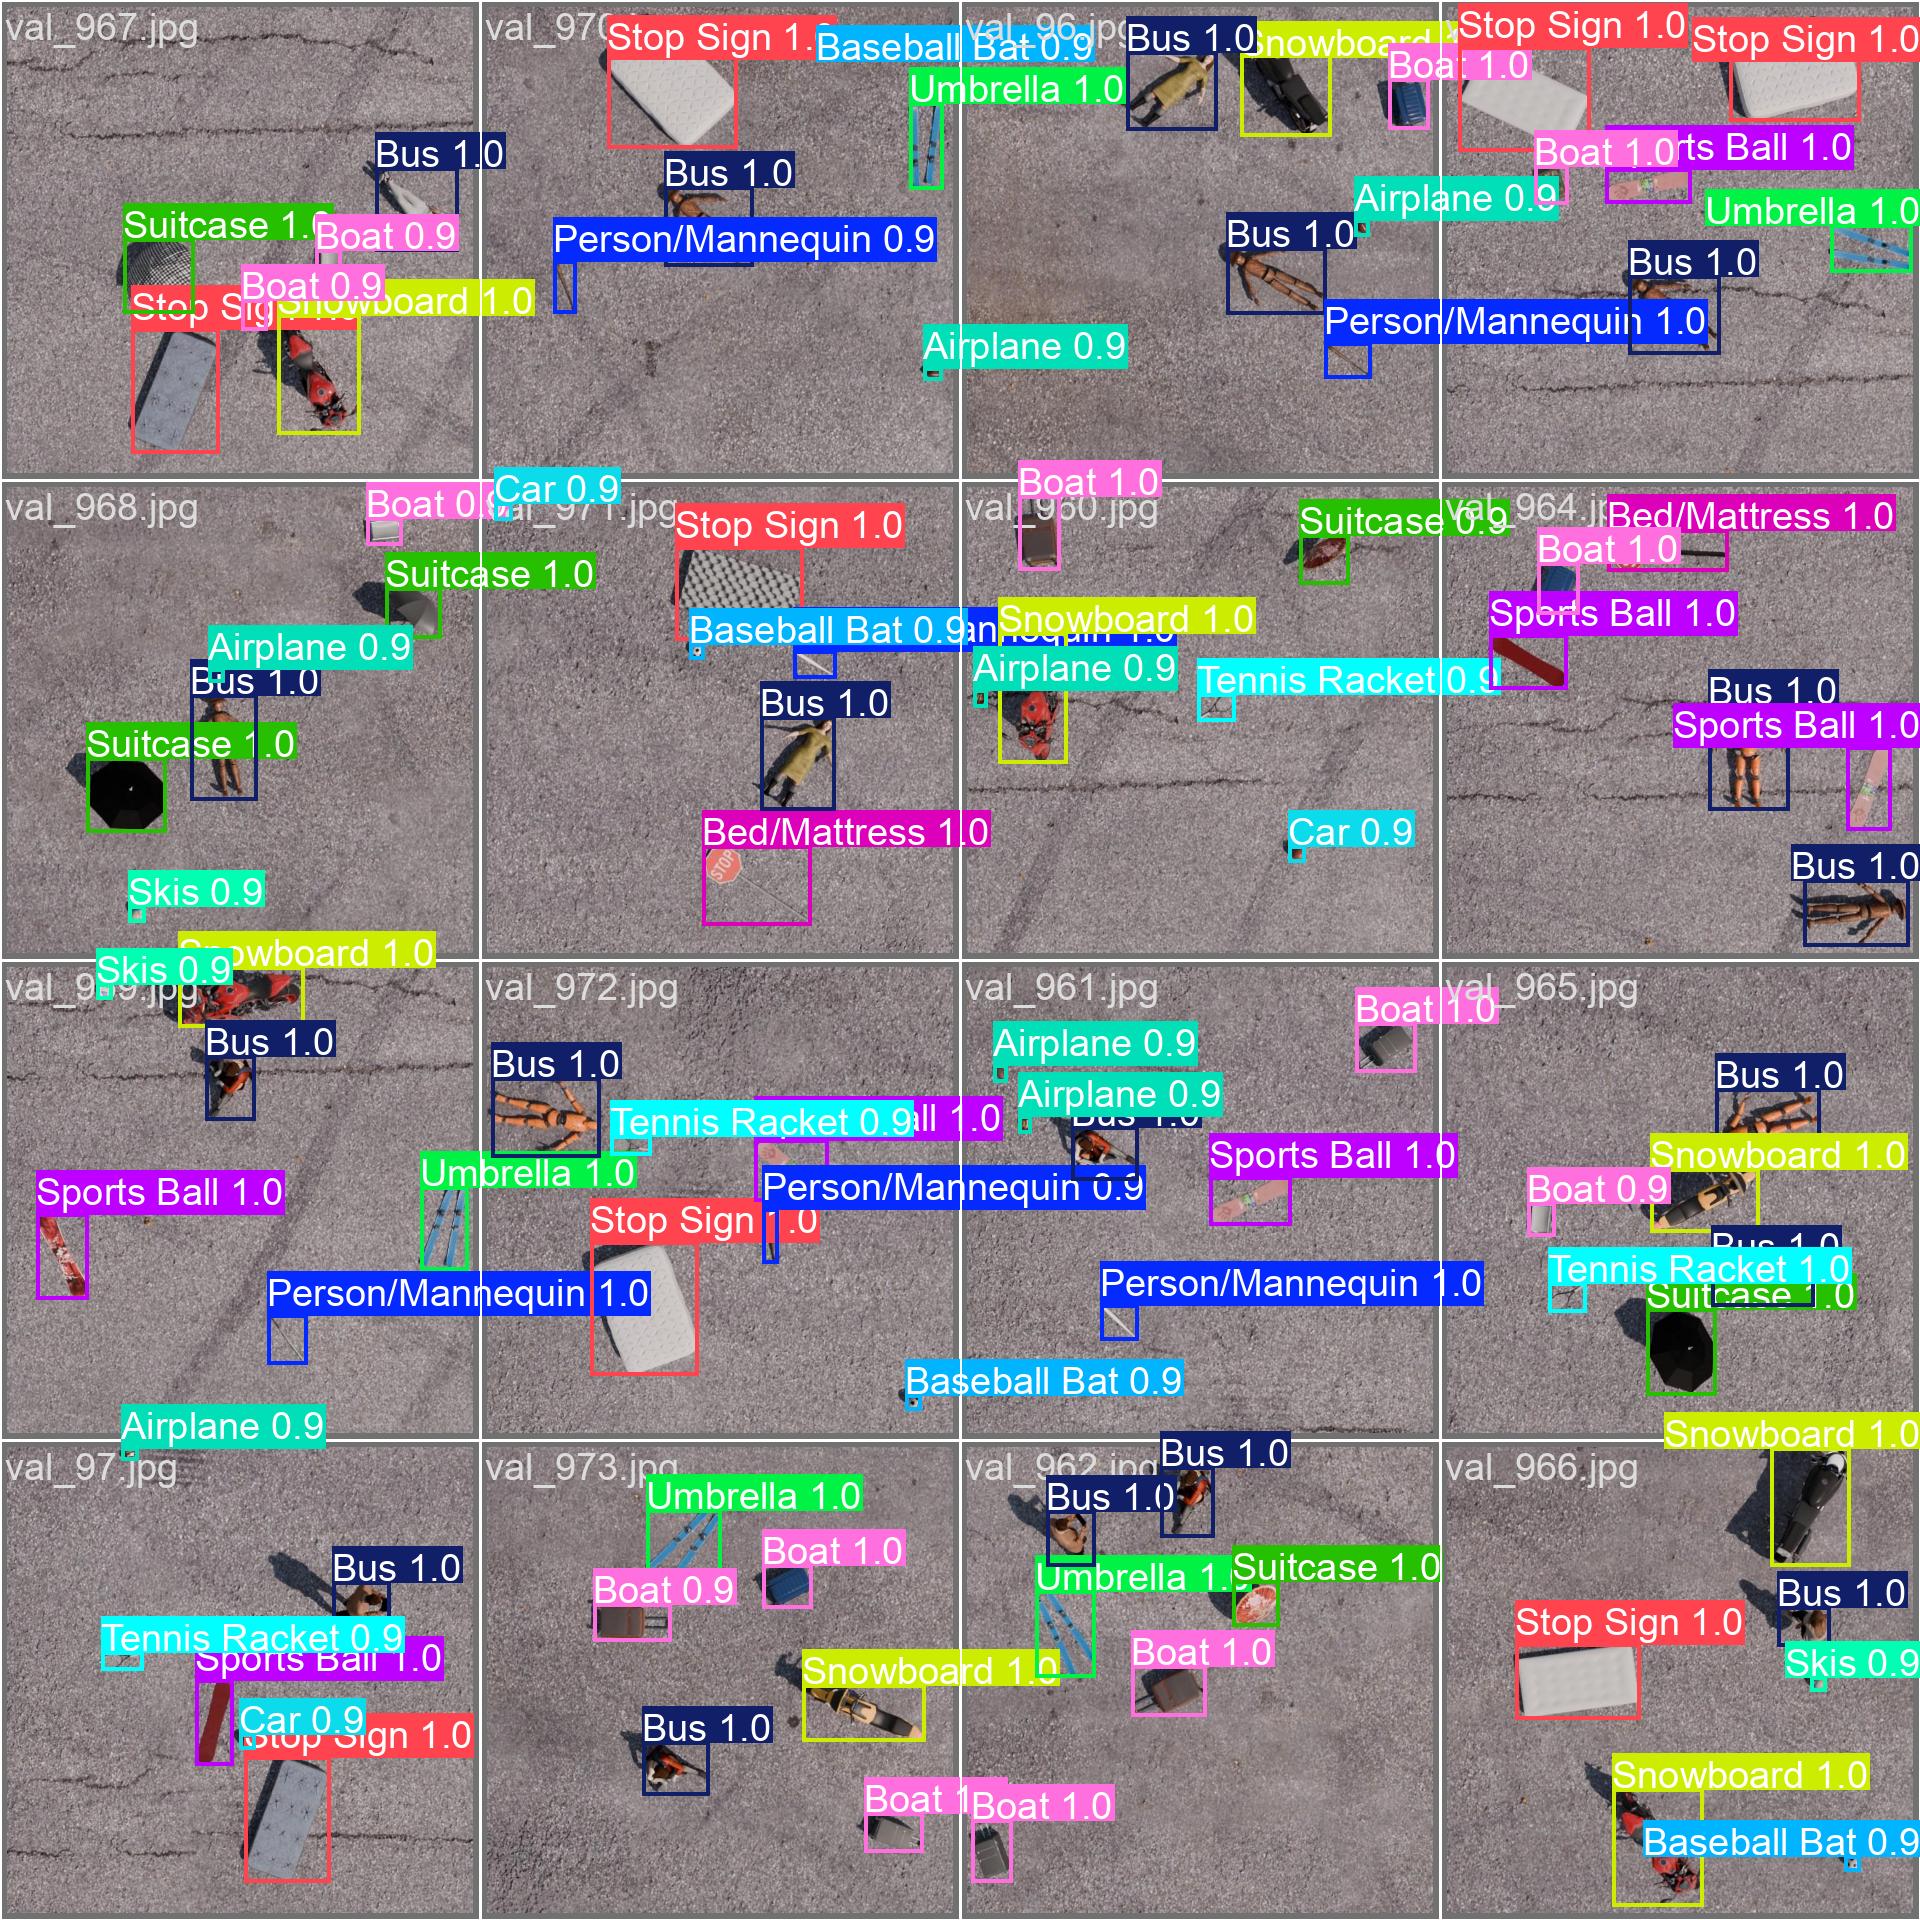 val_967.jpg
Bus 1.0
Suitcase 1.0
Boat 0.9
Boat 0.9
Stop Sig
Snowboard 1.0
val_970
Stop Sign 1.
Baseball Bat 0.9
Umbrella 1.0
Bus 1.0
Person/Mannequin 0.9
Airplane 0.9
val_96.jpg
Bus 1.0
Snowboard
Boat 1.0
Airplane 0.9
Bus 1.0
Person/Mannequin 1.0
Stop Sign 1.0
Stop Sign 1.0
Boat 1.0
rts Ball 1.0
Umbrella 1.0
Bus 1.0
val_968.jpg
Boat 0.9
Suitcase 1.0
Airplane 0.9
Bus 1.0
Suitcase 1.0
Skis 0.9
Car 0.9
val_971.jpg
Stop Sign 1.0
Baseball Bat 0.9
Bus 1.0
Bed/Mattress 1.0
STOP
Boat 1.0
val_960.jpg
Suitcase 0.9
Snowboard 1.0
Airplane 0.9
Tennis Racket 0.9
Car 0.9
val_964.jpg
Bed/Mattress 1.0
Boat 1.0
Sports Ball 1.0
Bus 1.0
Sports Ball 1.0
Bus 1.0
Snowboard 1.0
Skis 0.9
val_969.jpg
Bus 1.0
Sports Ball 1.0
Umbrella 1.0
Person/Mannequin 1.0
Airplane 0.9
val_972.jpg
Bus 1.0
Tennis Racket 0.9
all 1.0
Person/Mannequin 0.9
Stop Sign 1.0
Baseball Bat 0.9
val_961.jpg
Boat 1.0
Airplane 0.9
Airplane 0.9
Bus 1.0
Sports Ball 1.0
Person/Mannequin 1.0
val_965.jpg
Bus 1.0
Snowboard 1.0
Boat 0.9
Bus 1.0
Tennis Racket 1.0
Suitcase 1.0
val_97.jpg
Bus 1.0
Tennis Racket 0.9
Sports Ball 1.0
Car 0.9
Stop Sign 1.0
val_973.jpg
Umbrella 1.0
Boat 1.0
Boat 0.9
Snowboard 1.0
Bus 1.0
Boat 1
val_962.jpg
Bus 1.0
Bus 1.0
Umbrella 1.0
Suitcase 1.0
Boat 1.0
Boat 1.0
Snowboard 1.0
val_966.jpg
Bus 1.0
Stop Sign 1.0
Skis 0.9
Snowboard 1.0
Baseball Bat 0.9